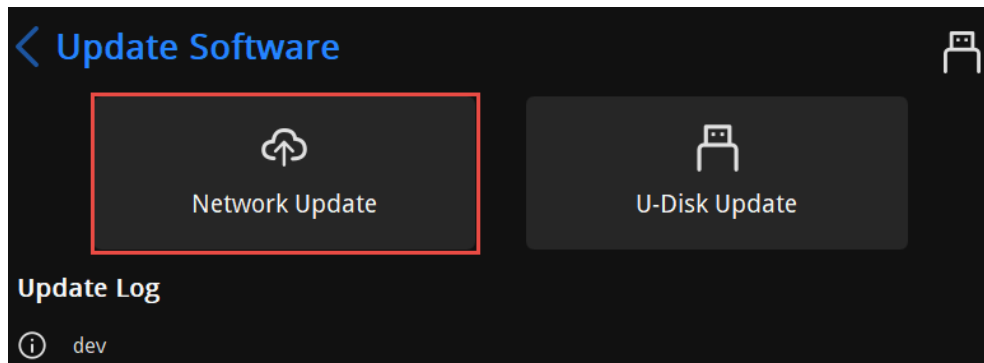 Update Software
Network Update
U-Disk Update
Update Log
dev